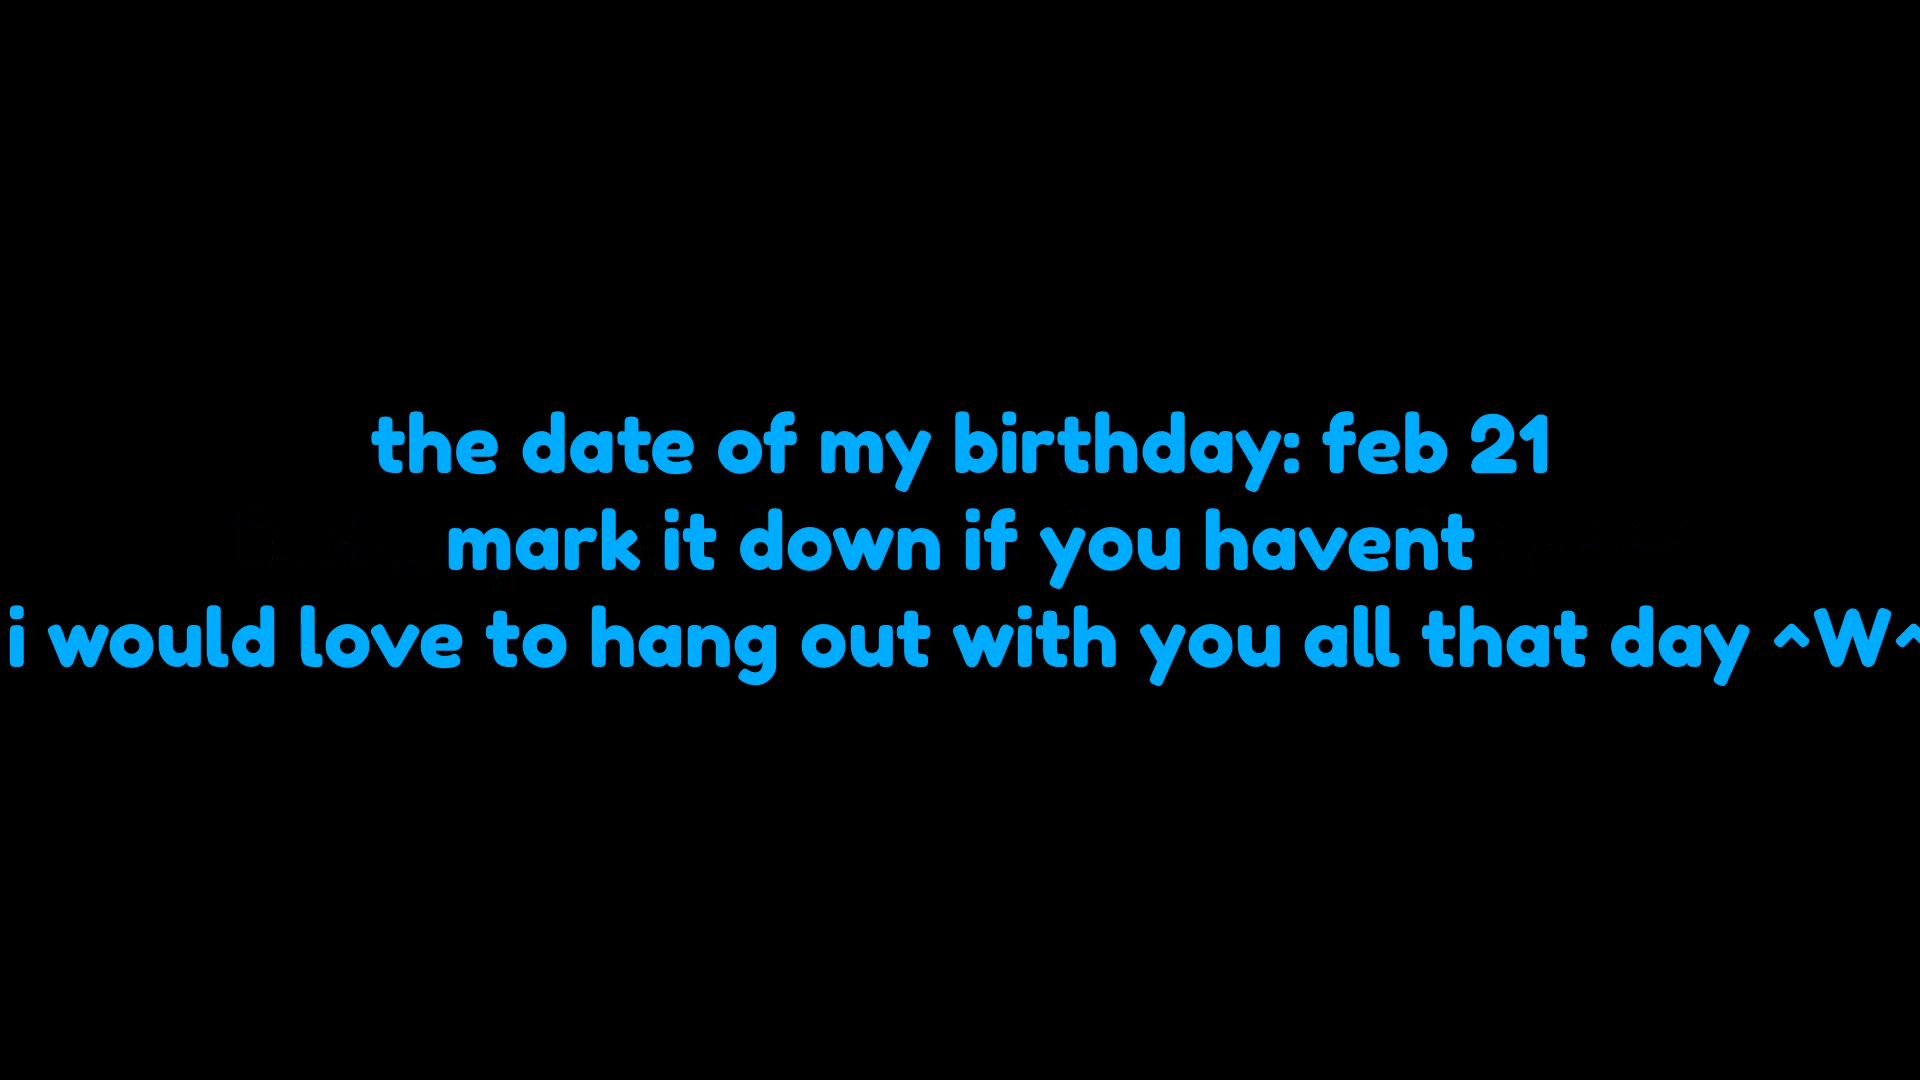 the date of my birthday: feb 21
mark it down if you havent
i would love to hang out with you all that day ^W^